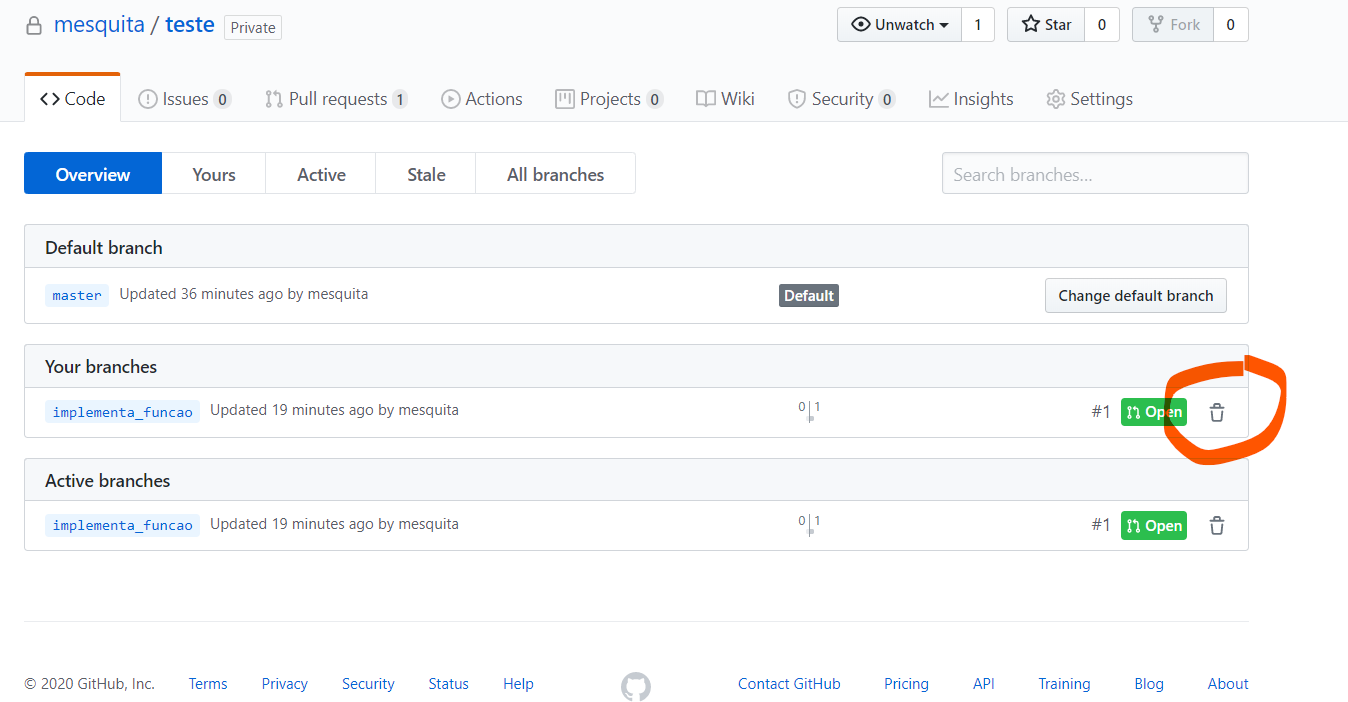 mesquita / teste Private Unwatch 1 Star 0 Fork 0
Code Issues 0 Pull requests 1 Actions Projects 0 Wiki Security 0 Insights Settings
Overview Yours Active Stale All branches Search branches...
Default branch
master Updated 36 minutes ago by mesquita Default Change default branch
Your branches
implementa_funcao Updated 19 minutes ago by mesquita 0 1 #1 Open
Active branches
implementa_funcao Updated 19 minutes ago by mesquita 0 1 #1 Open
© 2020 GitHub, Inc. Terms Privacy Security Status Help Contact GitHub Pricing API Training Blog About